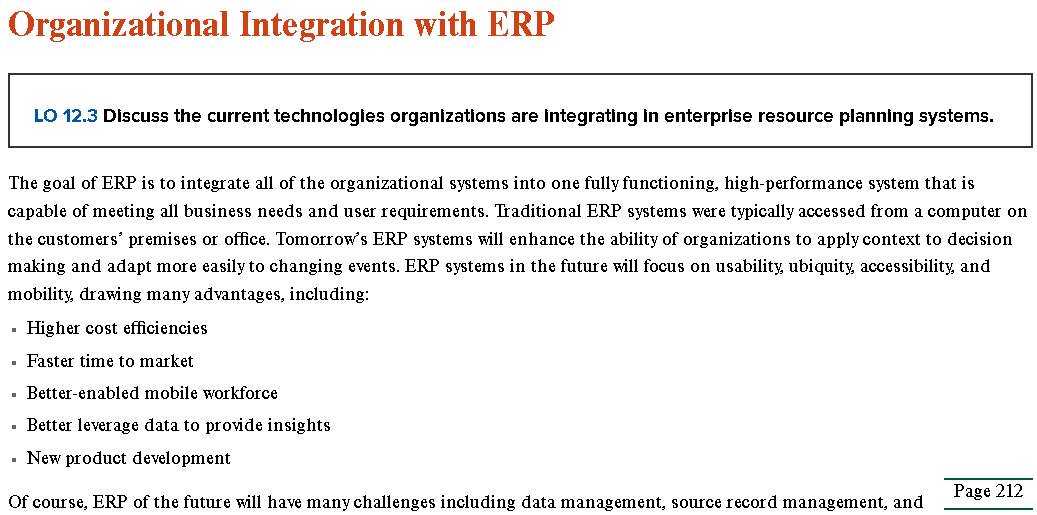 Organizational Integration with ERP
LO 12.3 Discuss the current technologies organizations are integrating in enterprise resource planning systems.
The goal of ERP is to integrate all of the organizational systems into one fully functioning, high-performance system that is
capable of meeting all business needs and user requirements. Traditional ERP systems were typically accessed from a computer on
the customers’ premises or office. Tomorrow’s ERP systems will enhance the ability of organizations to apply context to decision
making and adapt more easily to changing events. ERP systems in the future will focus on usability, ubiquity, accessibility, and
mobility, drawing many advantages, including:
▪ Higher cost efficiencies
▪ Faster time to market
▪ Better-enabled mobile workforce
▪ Better leverage data to provide insights
▪ New product development
Of course, ERP of the future will have many challenges including data management, source record management, and
Page 212